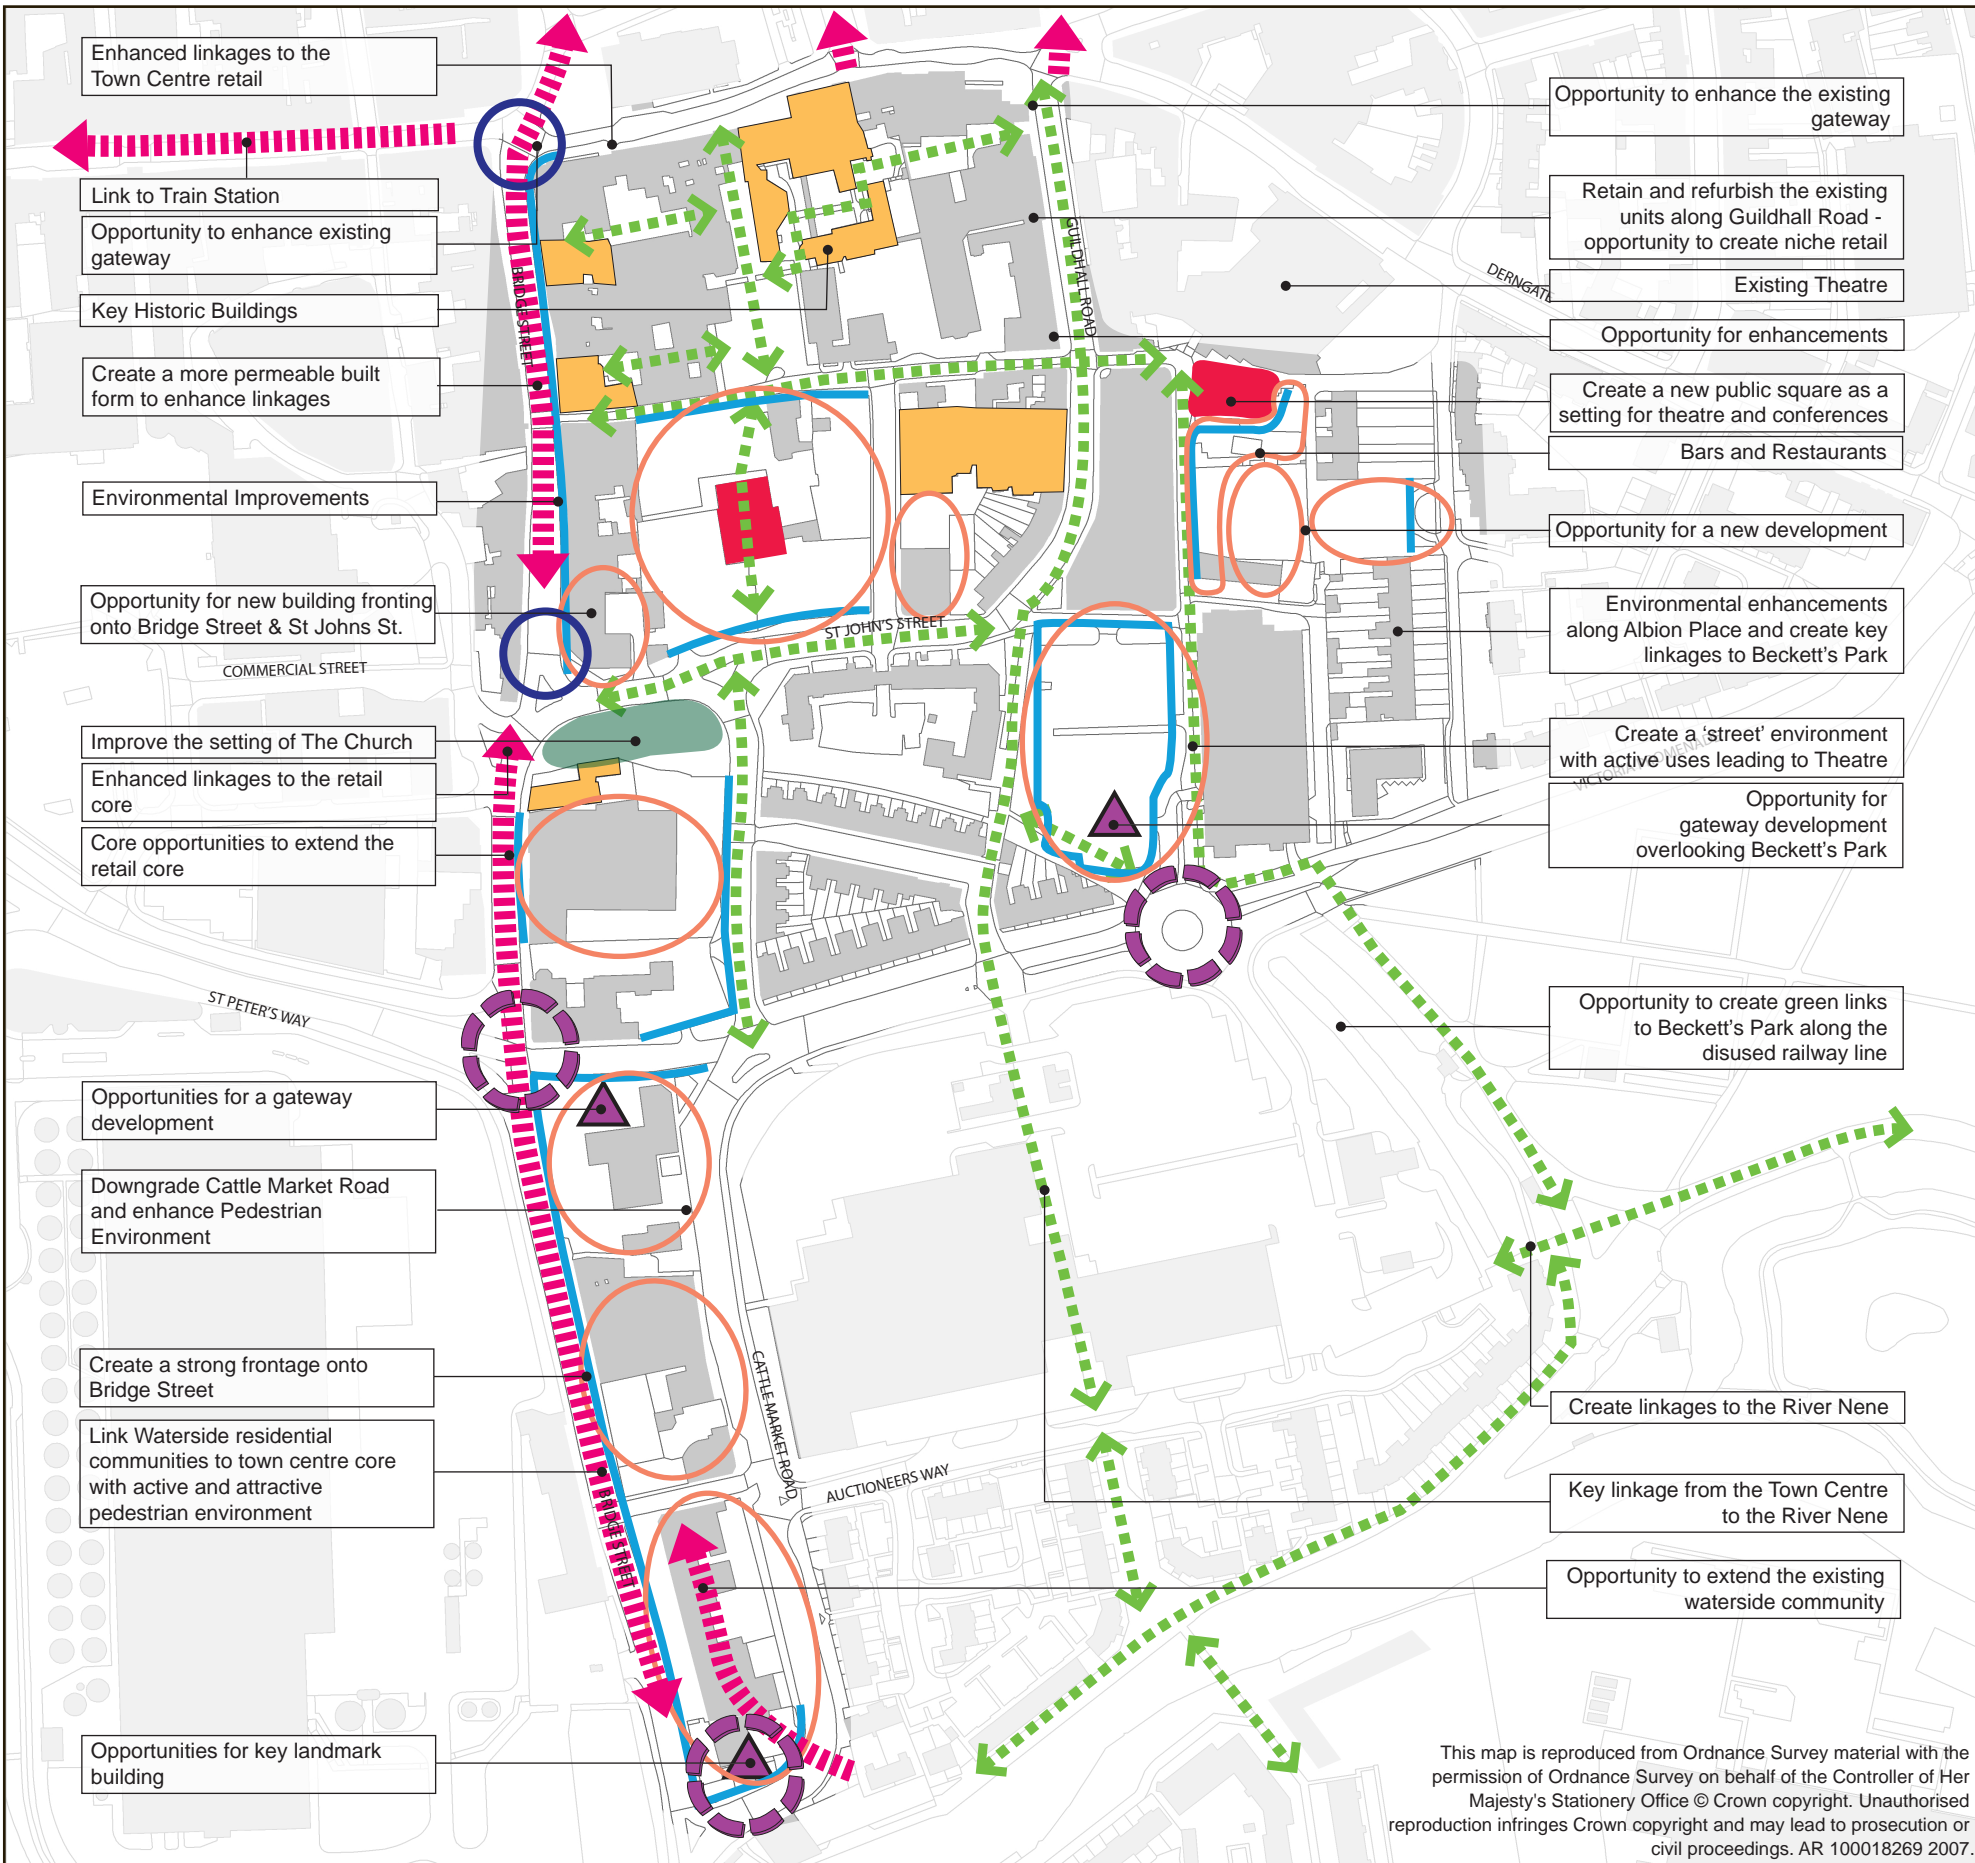 Enhanced linkages to the
Town Centre retail
Link to Train Station
Opportunity to enhance existing
gateway
Key Historic Buildings
Create a more permeable built
form to enhance linkages
Environmental Improvements
Opportunity for new building fronting
onto Bridge Street & St Johns St.
Improve the setting of The Church
Enhanced linkages to the retail
core
Core opportunities to extend the
retail core
Opportunities for a gateway
development
Downgrade Cattle Market Road
and enhance Pedestrian
Environment
Create a strong frontage onto
Bridge Street
Link Waterside residential
communities to town centre core
with active and attractive
pedestrian environment
Opportunities for key landmark
building
BRIDGE STREET
GUILDHALL ROAD
DERNGATE
ST JOHN'S STREET
COMMERCIAL STREET
VICTORIA PROMENADE
ST PETER'S WAY
CATTLE MARKET ROAD
AUCTIONEERS WAY
BRIDGE STREET
Opportunity to enhance the existing
gateway
Retain and refurbish the existing
units along Guildhall Road -
opportunity to create niche retail
Existing Theatre
Opportunity for enhancements
Create a new public square as a
setting for theatre and conferences
Bars and Restaurants
Opportunity for a new development
Environmental enhancements
along Albion Place and create key
linkages to Beckett's Park
Create a ‘street’ environment
with active uses leading to Theatre
Opportunity for
gateway development
overlooking Beckett's Park
Opportunity to create green links
to Beckett's Park along the
disused railway line
Create linkages to the River Nene
Key linkage from the Town Centre
to the River Nene
Opportunity to extend the existing
waterside community
This map is reproduced from Ordnance Survey material with the
permission of Ordnance Survey on behalf of the Controller of Her
Majesty's Stationery Office © Crown copyright. Unauthorised
reproduction infringes Crown copyright and may lead to prosecution or
civil proceedings. AR 100018269 2007.